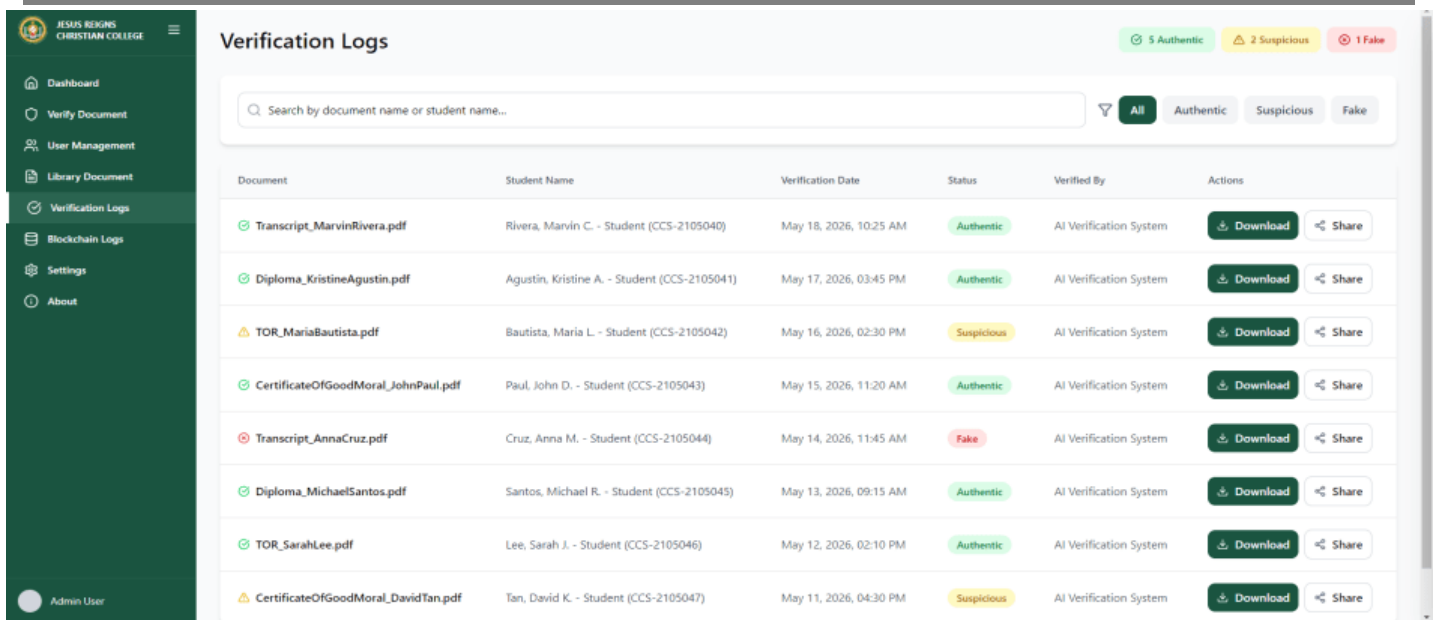 JESUS REIGNS
CHRISTIAN COLLEGE
Dashboard
Verify Document
User Management
Library Document
Verification Logs
Blockchain Logs
Settings
About
Admin User
Verification Logs
5 Authentic 2 Suspicious 1 Fake
Search by document name or student name...
All Authentic Suspicious Fake
Document Student Name Verification Date Status Verified By Actions
Transcript_MarvinRivera.pdf Rivera, Marvin C. - Student (CCS-2105040) May 18, 2026, 10:25 AM Authentic AI Verification System Download Share
Diploma_KristineAgustin.pdf Agustin, Kristine A. - Student (CCS-2105041) May 17, 2026, 03:45 PM Authentic AI Verification System Download Share
TOR_MariaBautista.pdf Bautista, Maria L. - Student (CCS-2105042) May 16, 2026, 02:30 PM Suspicious AI Verification System Download Share
CertificateOfGoodMoral_JohnPaul.pdf Paul, John D. - Student (CCS-2105043) May 15, 2026, 11:20 AM Authentic AI Verification System Download Share
Transcript_AnnaCruz.pdf Cruz, Anna M. - Student (CCS-2105044) May 14, 2026, 11:45 AM Fake AI Verification System Download Share
Diploma_MichaelSantos.pdf Santos, Michael R. - Student (CCS-2105045) May 13, 2026, 09:15 AM Authentic AI Verification System Download Share
TOR_SarahLee.pdf Lee, Sarah J. - Student (CCS-2105046) May 12, 2026, 02:10 PM Authentic AI Verification System Download Share
CertificateOfGoodMoral_DavidTan.pdf Tan, David K. - Student (CCS-2105047) May 11, 2026, 04:30 PM Suspicious AI Verification System Download Share